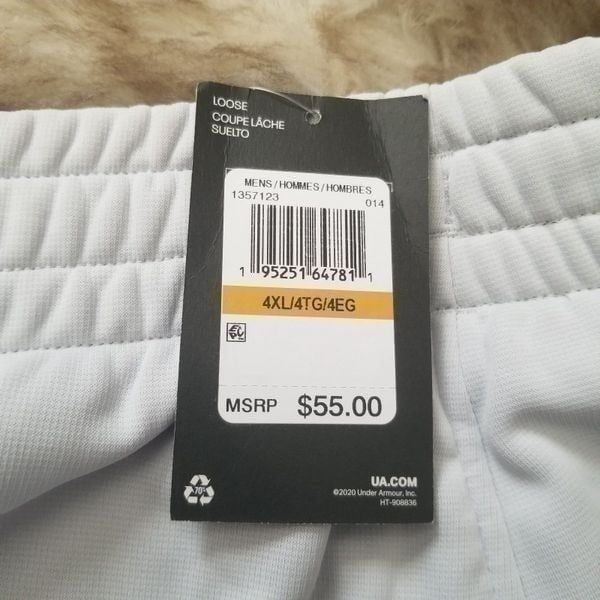 LOOSE
COUPE LÂCHE
SUELTO
MENS/HOMMES/HOMBRES
1357123
014
1 95251 64781 1
4XL/4TG/4EG
MSRP $55.00
70%
UA.COM
©2020 Under Armour, Inc.
HT-908836